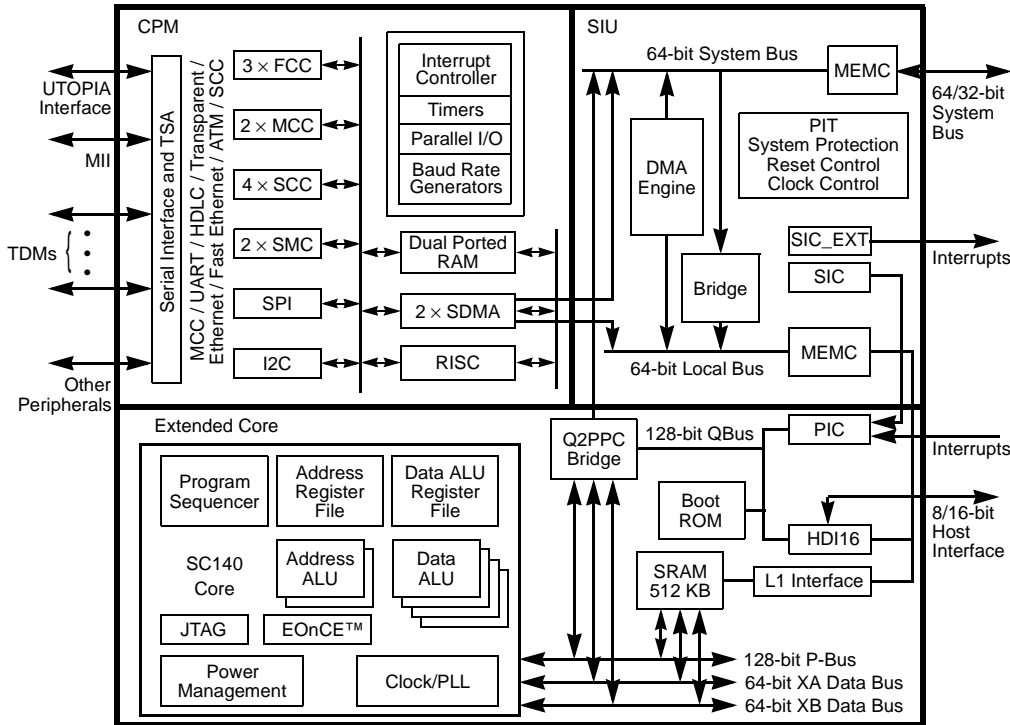 CPM
SIU
UTOPIA
Interface
MII
TDMs
Other
Peripherals
Serial Interface and TSA
MCC / UART / HDLC / Transparent /
Ethernet / Fast Ethernet / ATM / SCC
3 × FCC
2 × MCC
4 × SCC
2 × SMC
SPI
I2C
Interrupt
Controller
Timers
Parallel I/O
Baud Rate
Generators
Dual Ported
RAM
2 × SDMA
RISC
64-bit System Bus
MEMC
64/32-bit
System
Bus
DMA
Engine
PIT
System Protection
Reset Control
Clock Control
SIC_EXT
Interrupts
SIC
Bridge
MEMC
64-bit Local Bus
Extended Core
Program
Sequencer
Address
Register
File
Data ALU
Register
File
SC140
Core
Address
ALU
Data
ALU
JTAG
EOnCE™
Power
Management
Clock/PLL
Q2PPC
Bridge
128-bit QBus
PIC
Interrupts
Boot
ROM
HDI16
8/16-bit
Host
Interface
SRAM
512 KB
L1 Interface
128-bit P-Bus
64-bit XA Data Bus
64-bit XB Data Bus